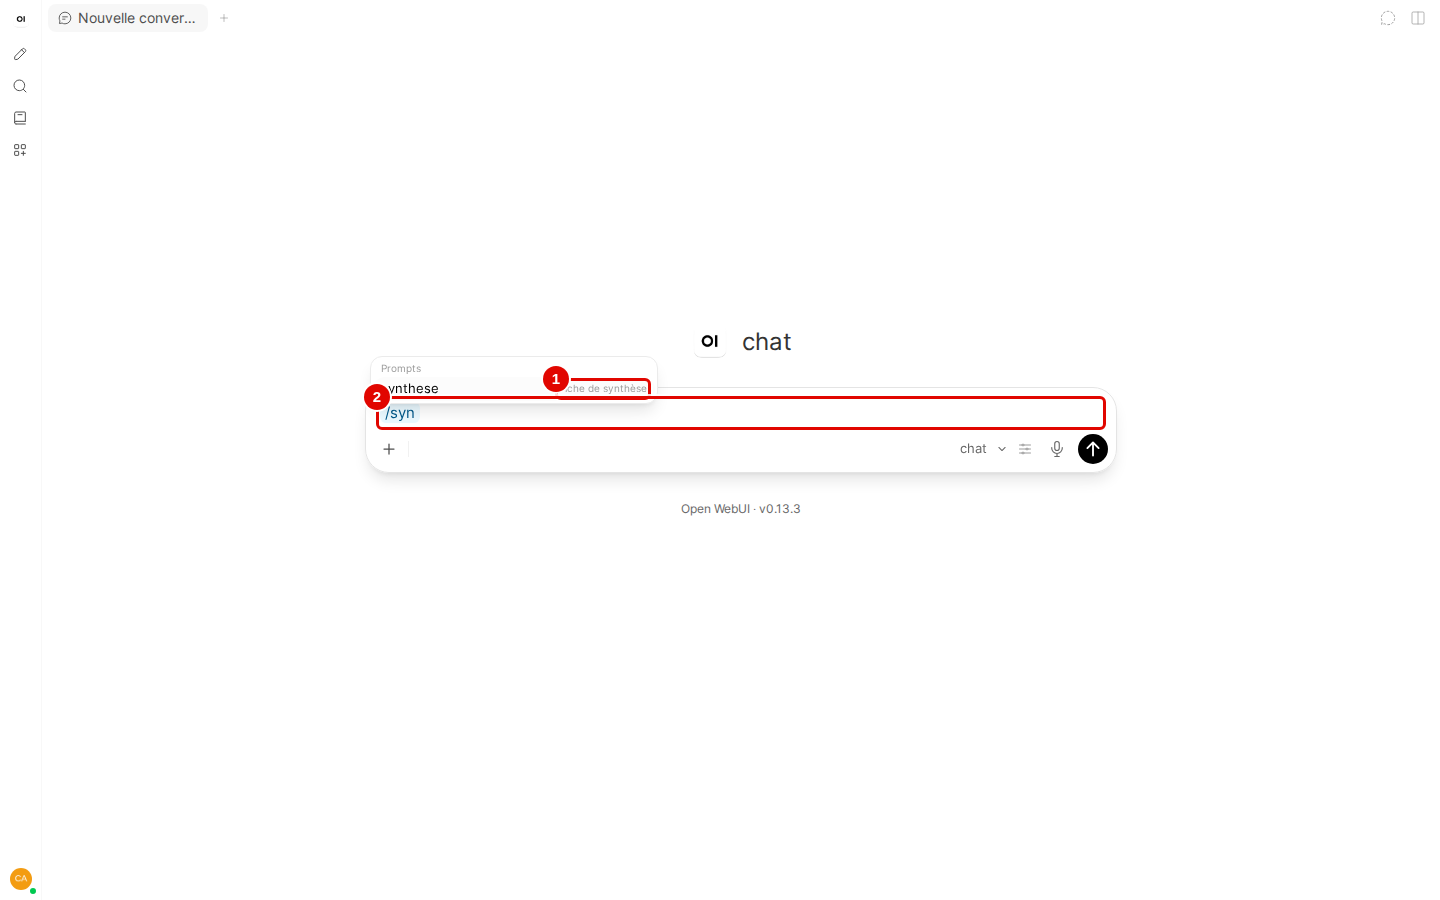 OI
Nouvelle conver...
OI chat
Prompts
1
ynthese
che de synthèse
2
/syn
chat
Open WebUI · v0.13.3
CA